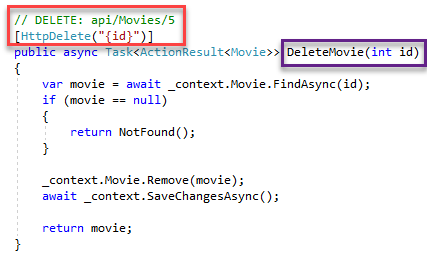 // DELETE: api/Movies/5
[HttpDelete("{id}")]
public async Task<ActionResult<Movie>> DeleteMovie(int id)
{
    var movie = await _context.Movie.FindAsync(id);
    if (movie == null)
    {
        return NotFound();
    }

    _context.Movie.Remove(movie);
    await _context.SaveChangesAsync();

    return movie;
}